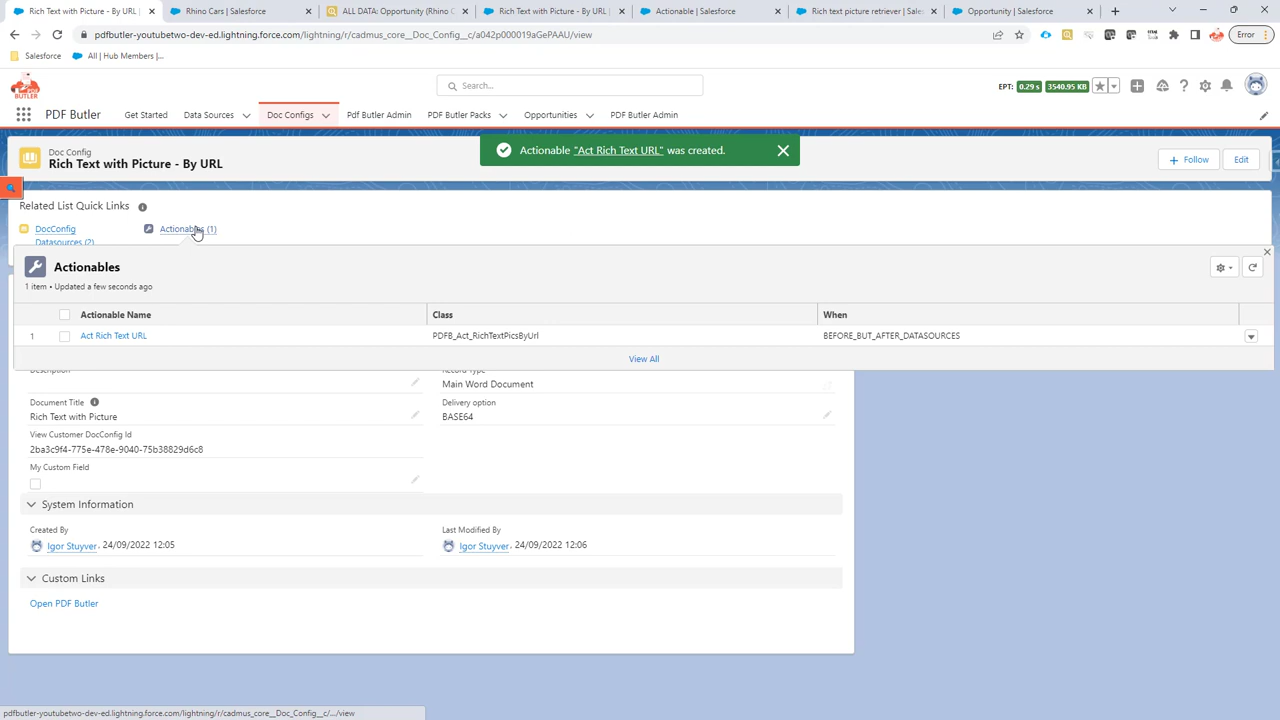 Rich Text with Picture - By URL |
Rhino Cars | Salesforce
ALL DATA: Opportunity (Rhino C
Rich Text with Picture - By URL |
Actionable | Salesforce
Rich text picture retriever | Sales
Opportunity | Salesforce
pdfbutler-youtubetwo-dev-ed.lightning.force.com/lightning/r/cadmus_core__Doc_Config__c/a042p000019aGePAAU/view
Error
Salesforce
All | Hub Members |...
PDF BUTLER
Search...
EPT: 0.29 s 3540.95 KB
PDF Butler
Get Started
Data Sources
Doc Configs
Pdf Butler Admin
PDF Butler Packs
Opportunities
PDF Butler Admin
Doc Config
Rich Text with Picture - By URL
Actionable "Act Rich Text URL" was created.
Follow
Edit
Related List Quick Links
DocConfig
Datasources (2)
Actionables (1)
Actionables
1 item • Updated a few seconds ago
Actionable Name
Class
When
1
Act Rich Text URL
PDFB_Act_RichTextPicsByUrl
BEFORE_BUT_AFTER_DATASOURCES
View All
Description
Record Type
Main Word Document
Document Title
Rich Text with Picture
Delivery option
BASE64
View Customer DocConfig Id
2ba3c9f4-775e-478e-9040-75b38829d6c8
My Custom Field
System Information
Created By
Igor Stuyver, 24/09/2022 12:05
Last Modified By
Igor Stuyver, 24/09/2022 12:06
Custom Links
Open PDF Butler
pdfbutler-youtubetwo-dev-ed.lightning.force.com/lightning/r/cadmus_core__Doc_Config__c/.../view